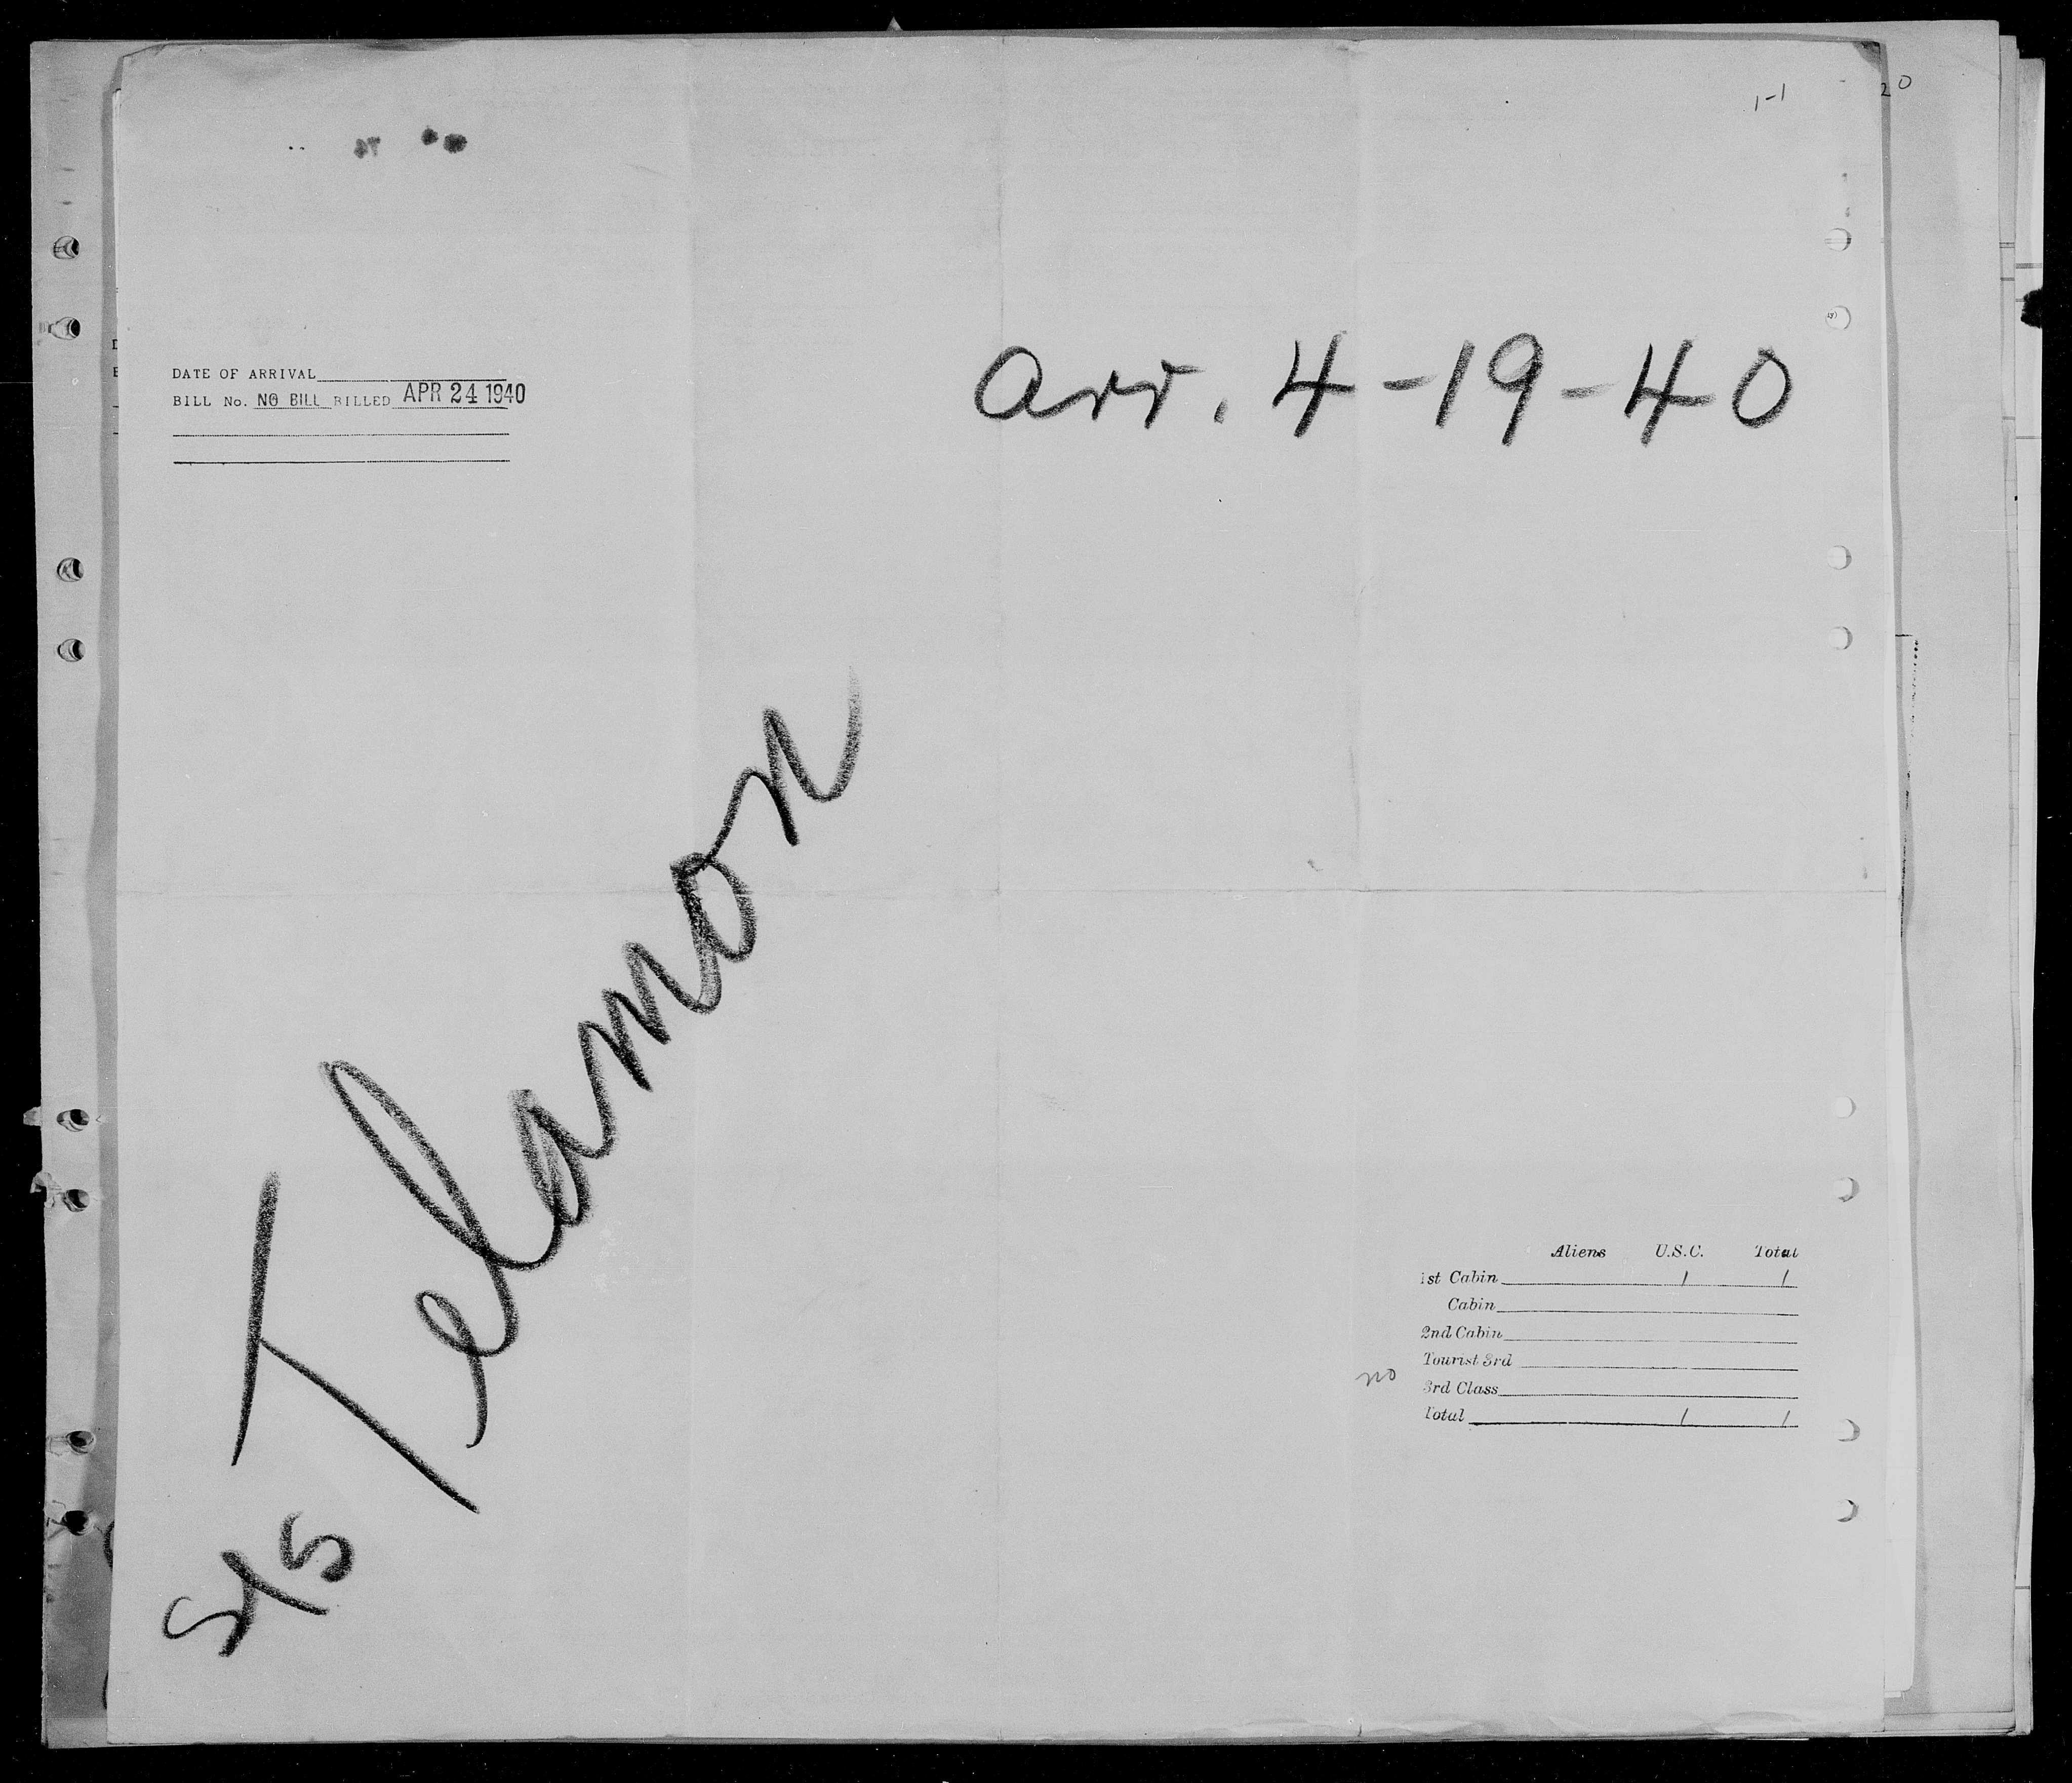 1-1
20
Arr. 4-19-40
DATE OF ARRIVAL
BILL No. NO BILL BILLED APR 24 1940
S/S Telamon
Aliens U.S.C. Total
1st Cabin 1 1
Cabin
2nd Cabin
Tourist 3rd
no 3rd Class
Total 1 1